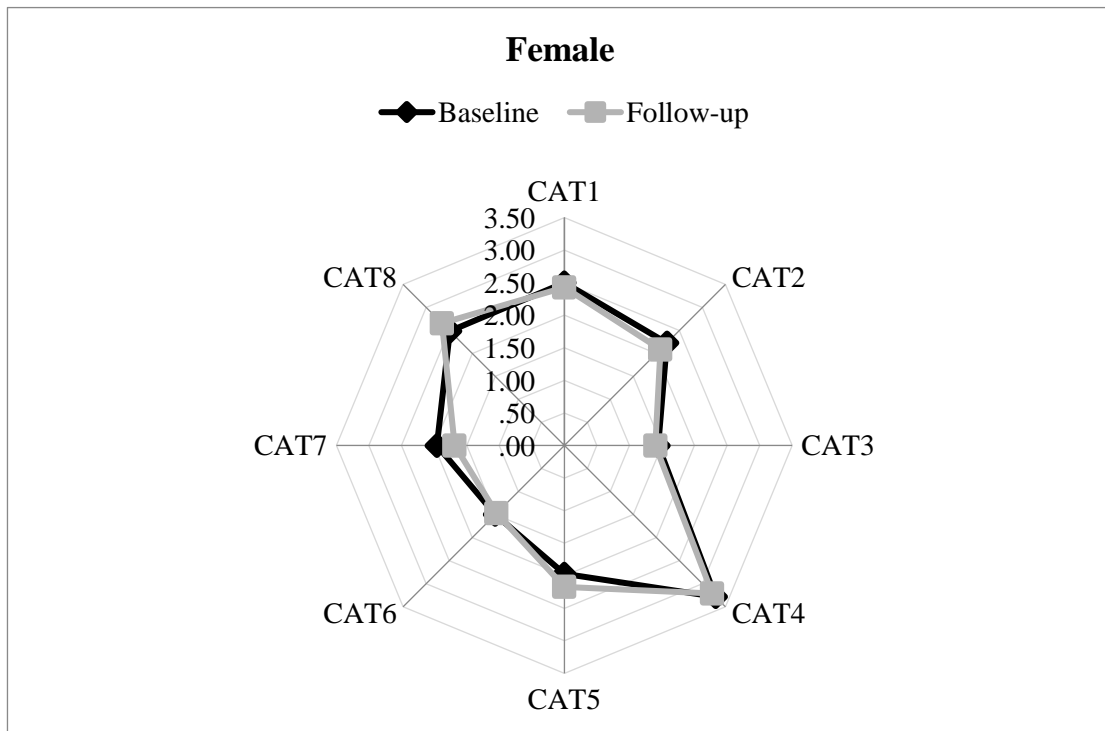 Female
Baseline Follow-up
CAT1
3.50
3.00
CAT8 2.50 CAT2
2.00
1.50
1.00
.50
CAT7 .00 CAT3
CAT6 CAT4
CAT5